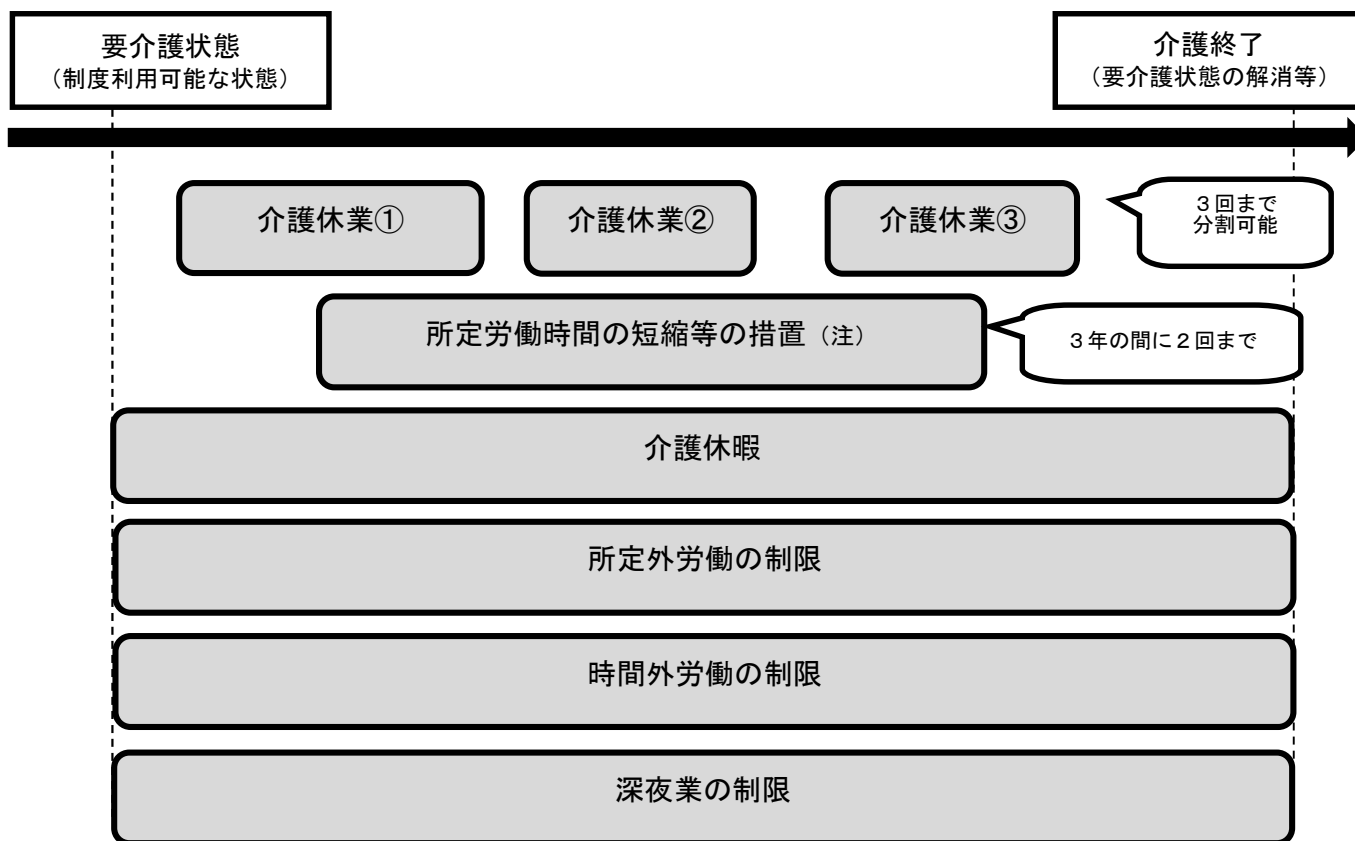 要介護状態
（制度利用可能な状態）
介護終了
（要介護状態の解消等）
介護休業①
介護休業②
介護休業③
３回まで
分割可能
所定労働時間の短縮等の措置（注）
３年の間に２回まで
介護休暇
所定外労働の制限
時間外労働の制限
深夜業の制限